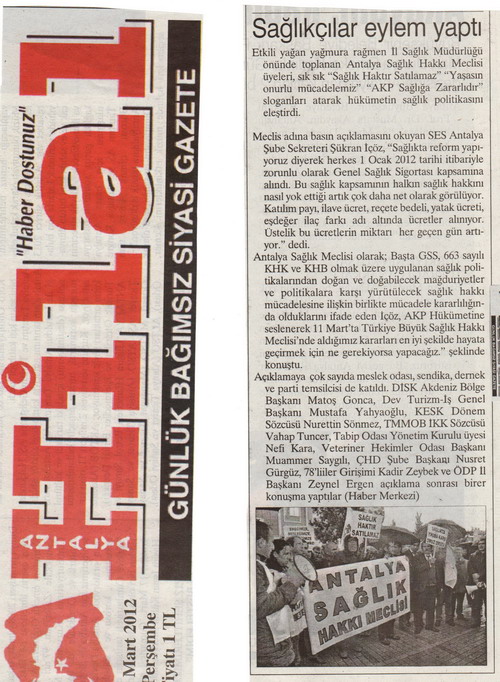 "Haber Dostunuz"
Hilal
ANTALYA
GÜNLÜK BAĞIMSIZ SİYASİ GAZETE
Mart 2012
Perşembe
iyatı 1 TL
Sağlıkçılar eylem yaptı
Etkili yağan yağmura rağmen İl Sağlık Müdürlüğü
önünde toplanan Antalya Sağlık Hakkı Meclisi
üyeleri, sık sık "Sağlık Haktır Satılamaz" "Yaşasın
onurlu mücadelemiz" "AKP Sağlığa Zararlıdır"
sloganları atarak hükümetin sağlık politikasını
eleştirdi.
Meclis adına basın açıklamasını okuyan SES Antalya
Şube Sekreteri Şükran İçöz, "Sağlıkta reform yapı-
yoruz diyerek herkes 1 Ocak 2012 tarihi itibariyle
zorunlu olarak Genel Sağlık Sigortası kapsamına
alındı. Bu sağlık kapsamının halkın sağlık hakkını
nasıl yok ettiği artık çok daha net olarak görülüyor.
Katılım payı, ilave ücret, reçete bedeli, yatak ücreti,
eşdeğer ilaç farkı adı altında ücretler alınıyor.
Üstelik bu ücretlerin miktarı her geçen gün artı-
yor." dedi.
Antalya Sağlık Meclisi olarak; Başta GSS, 663 sayılı
KHK ve KHB olmak üzere uygulanan sağlık poli-
tikalarından doğan ve doğabilecek mağduriyetler
ve politikalara karşı yürütülecek sağlık hakkı
mücadelesine ilişkin birlikte mücadele kararlılığın-
da olduklarını ifade eden İçöz, AKP Hükümetine
seslenerek 11 Mart'ta Türkiye Büyük Sağlık Hakkı
Meclisi'nde aldığımız kararları en iyi şekilde hayata
geçirmek için ne gerekiyorsa yapacağız." şeklinde
konuştu.
Açıklamaya çok sayıda meslek odası, sendika, dernek
ve parti temsilcisi de katıldı. DISK Akdeniz Bölge
Başkanı Matoş Gonca, Dev Turizm-İş Genel
Başkanı Mustafa Yahyaoğlu, KESK Dönem
Sözcüsü Nurettin Sönmez, TMMOB IKK Sözcüsü
Vahap Tuncer, Tabip Odası Yönetim Kurulu üyesi
Nefi Kara, Veteriner Hekimler Odası Başkanı
Muammer Saygılı, ÇHD Şube Başkanı Nusret
Gürgüz, 78'liiler Girişimi Kadir Zeybek ve ÖDP İl
Başkanı Zeynel Ergen açıklama sonrası birer
konuşma yaptılar (Haber Merkezi)
SAĞLIK
HAKTIR
SATILAMAZ
ANTALYA
SAĞLIK
HAKKI MECLİSİ